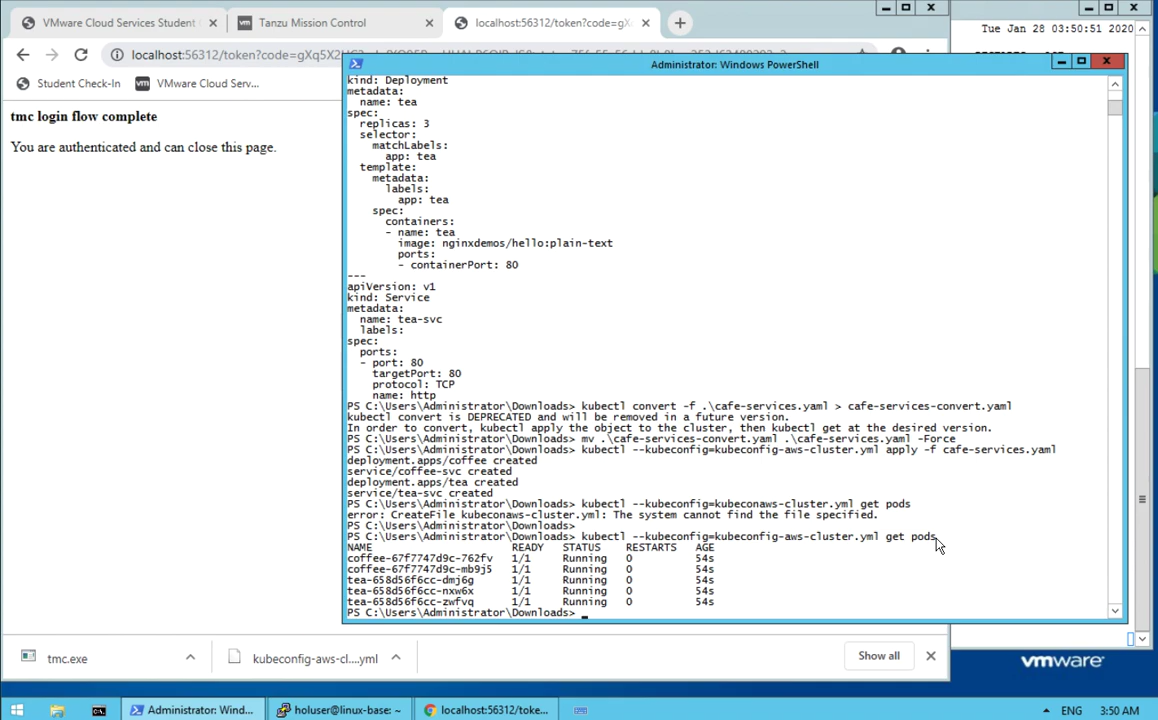 VMware Cloud Services Student
Tanzu Mission Control
localhost:56312/token?code=gX
Tue Jan 28 03:50:51 2020
Student Check-In
VMware Cloud Serv...
Administrator: Windows PowerShell
tmc login flow complete
You are authenticated and can close this page.
kind: Deployment
metadata:
name: tea
spec:
replicas: 3
selector:
matchLabels:
app: tea
template:
metadata:
labels:
app: tea
spec:
containers:
- name: tea
image: nginxdemos/hello:plain-text
ports:
- containerPort: 80
---
apiVersion: v1
kind: Service
metadata:
name: tea-svc
labels:
spec:
ports:
- port: 80
targetPort: 80
protocol: TCP
name: http
PS C:\Users\Administrator\Downloads> kubectl convert -f .\cafe-services.yaml > cafe-services-convert.yaml
kubectl convert is DEPRECATED and will be removed in a future version.
In order to convert, kubectl apply the object to the cluster, then kubectl get at the desired version.
PS C:\Users\Administrator\Downloads> mv .\cafe-services-convert.yaml .\cafe-services.yaml -Force
PS C:\Users\Administrator\Downloads> kubectl --kubeconfig=kubeconfig-aws-cluster.yml apply -f cafe-services.yaml
deployment.apps/coffee created
service/coffee-svc created
deployment.apps/tea created
service/tea-svc created
PS C:\Users\Administrator\Downloads> kubectl --kubeconfig=kubeconaws-cluster.yml get pods
error: CreateFile kubeconaws-cluster.yml: The system cannot find the file specified.
PS C:\Users\Administrator\Downloads>
PS C:\Users\Administrator\Downloads> kubectl --kubeconfig=kubeconfig-aws-cluster.yml get pods
NAME READY STATUS RESTARTS AGE
coffee-67f7747d9c-762fv 1/1 Running 0 54s
coffee-67f7747d9c-mb9j5 1/1 Running 0 54s
tea-658d56f6cc-dmj6g 1/1 Running 0 54s
tea-658d56f6cc-nxw6x 1/1 Running 0 54s
tea-658d56f6cc-zwfvq 1/1 Running 0 54s
PS C:\Users\Administrator\Downloads>
tmc.exe
kubeconfig-aws-cl....yml
Show all
vmware
Administrator: Wind...
holuser@linux-base: ~
localhost:56312/toke...
ENG
3:50 AM